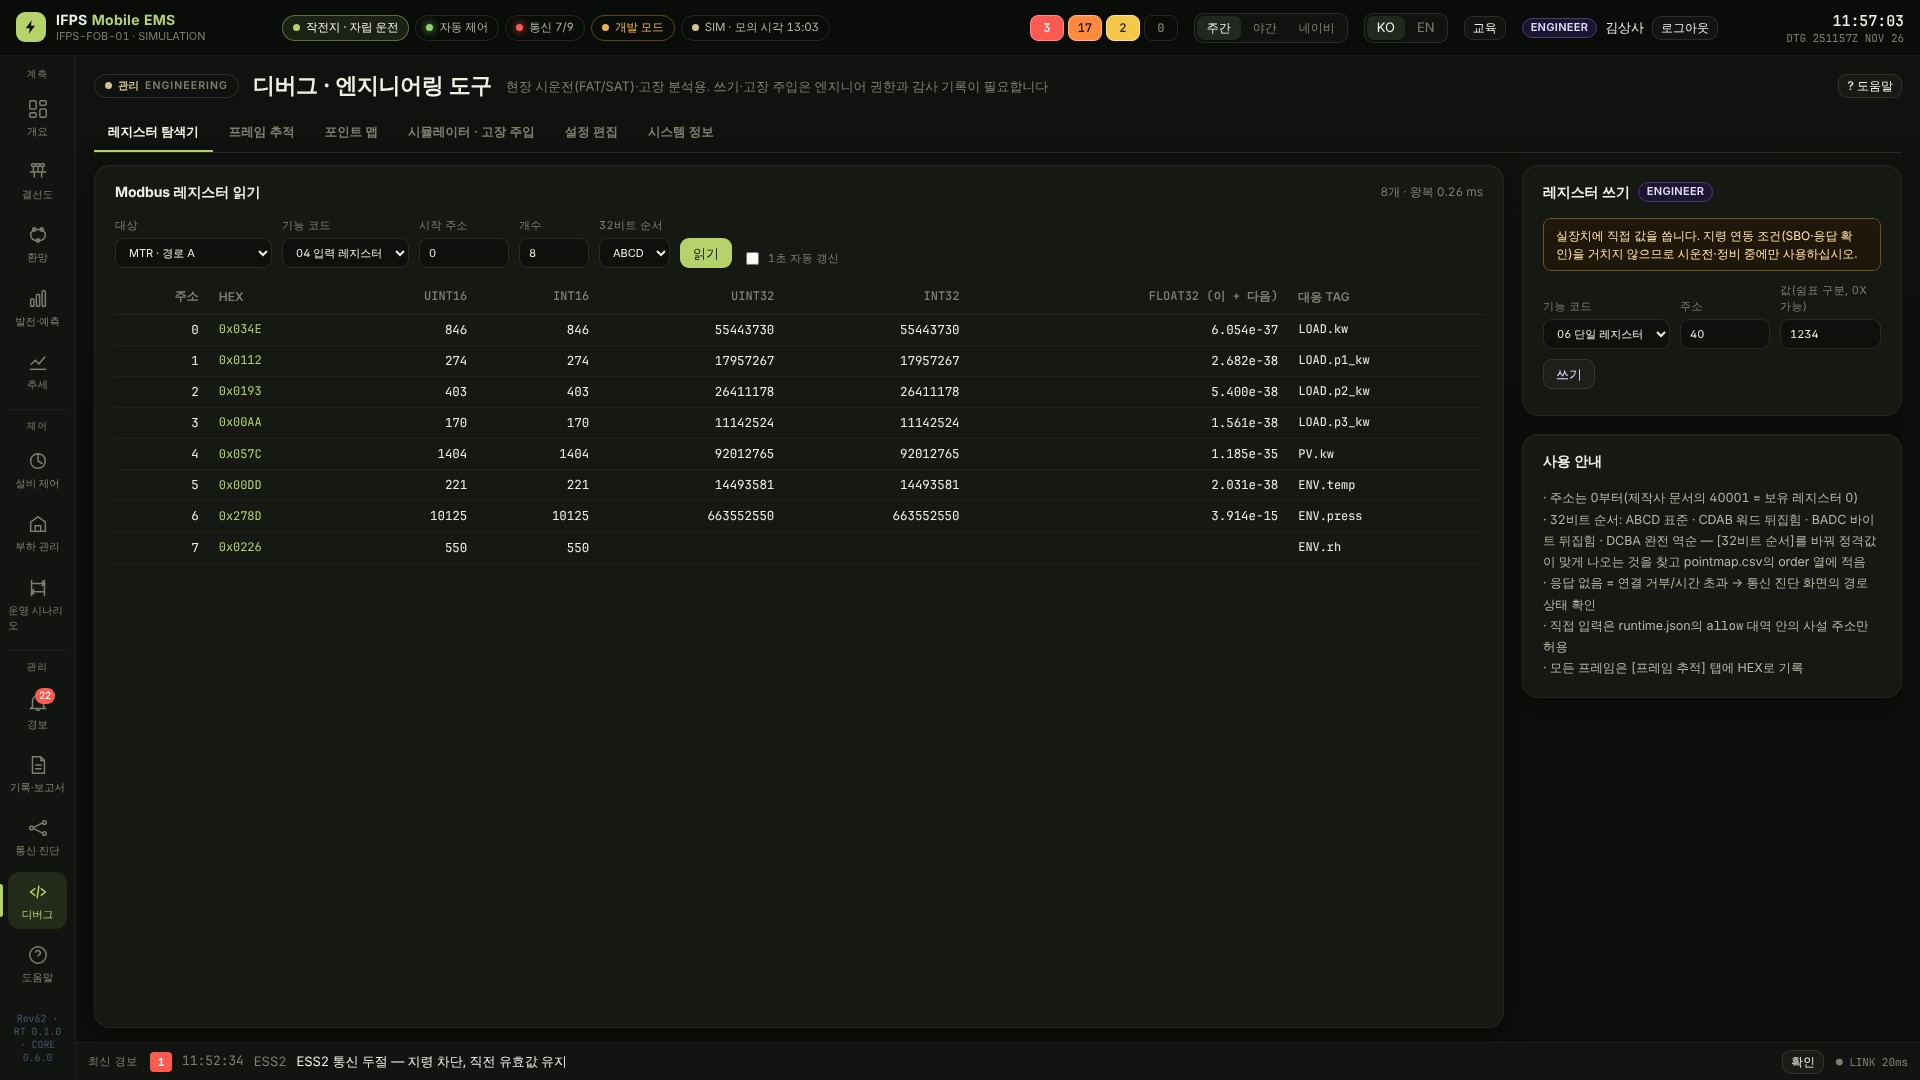 IFPS Mobile EMS
IFPS-FOB-01 · SIMULATION
작전지 · 자립 운전
자동 제어
통신 7/9
개발 모드
SIM · 모의 시각 13:03
3 17 2 0
주간 야간 네이비
KO EN
교육
ENGINEER 김상사 로그아웃
11:57:03
DTG 251157Z NOV 26
계측
개요
결선도
환망
발전·예측
추세
제어
설비 제어
부하 관리
운영 시나리
오
관리
22
경보
기록·보고서
통신 진단
디버그
도움말
Rev62 ·
RT 0.1.0
· CORE
0.6.0
관리 ENGINEERING
디버그 · 엔지니어링 도구
현장 시운전(FAT/SAT)·고장 분석용. 쓰기·고장 주입은 엔지니어 권한과 감사 기록이 필요합니다
? 도움말
레지스터 탐색기 프레임 추적 포인트 맵 시뮬레이터 · 고장 주입 설정 편집 시스템 정보
Modbus 레지스터 읽기
8개 · 왕복 0.26 ms
대상 기능 코드 시작 주소 개수 32비트 순서
MTR · 경로 A 04 입력 레지스터 0 8 ABCD 읽기 1초 자동 갱신
주소 HEX UINT16 INT16 UINT32 INT32 FLOAT32 (이 + 다음) 대응 TAG
0 0x034E 846 846 55443730 55443730 6.054e-37 LOAD.kw
1 0x0112 274 274 17957267 17957267 2.682e-38 LOAD.p1_kw
2 0x0193 403 403 26411178 26411178 5.400e-38 LOAD.p2_kw
3 0x00AA 170 170 11142524 11142524 1.561e-38 LOAD.p3_kw
4 0x057C 1404 1404 92012765 92012765 1.185e-35 PV.kw
5 0x00DD 221 221 14493581 14493581 2.031e-38 ENV.temp
6 0x278D 10125 10125 663552550 663552550 3.914e-15 ENV.press
7 0x0226 550 550 ENV.rh
레지스터 쓰기 ENGINEER
실장치에 직접 값을 씁니다. 지령 연동 조건(SBO·응답 확
인)을 거치지 않으므로 시운전·정비 중에만 사용하십시오.
기능 코드 주소 값(쉼표 구분, 0X
가능)
06 단일 레지스터 40 1234
쓰기
사용 안내
· 주소는 0부터(제작사 문서의 40001 = 보유 레지스터 0)
· 32비트 순서: ABCD 표준 · CDAB 워드 뒤집힘 · BADC 바이
트 뒤집힘 · DCBA 완전 역순 — [32비트 순서]를 바꿔 정격값
이 맞게 나오는 것을 찾고 pointmap.csv의 order 열에 적음
· 응답 없음 = 연결 거부/시간 초과 → 통신 진단 화면의 경로
상태 확인
· 직접 입력은 runtime.json의 allow 대역 안의 사설 주소만
허용
· 모든 프레임은 [프레임 추적] 탭에 HEX로 기록
최신 경보 1 11:52:34 ESS2 ESS2 통신 두절 — 지령 차단, 직전 유효값 유지
확인 LINK 20ms